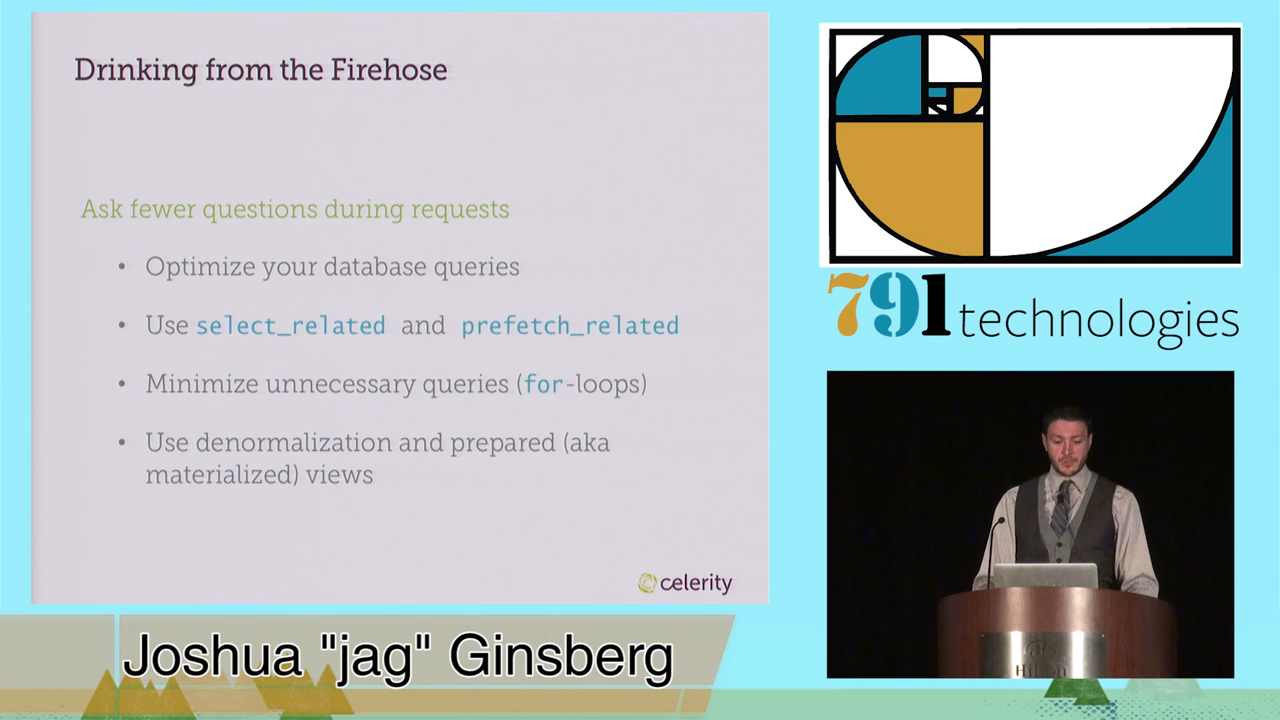 Drinking from the Firehose
Ask fewer questions during requests
• Optimize your database queries
• Use select_related and prefetch_related
• Minimize unnecessary queries (for-loops)
• Use denormalization and prepared (aka
materialized) views
celerity
791 technologies
Hilton
Joshua "jag" Ginsberg